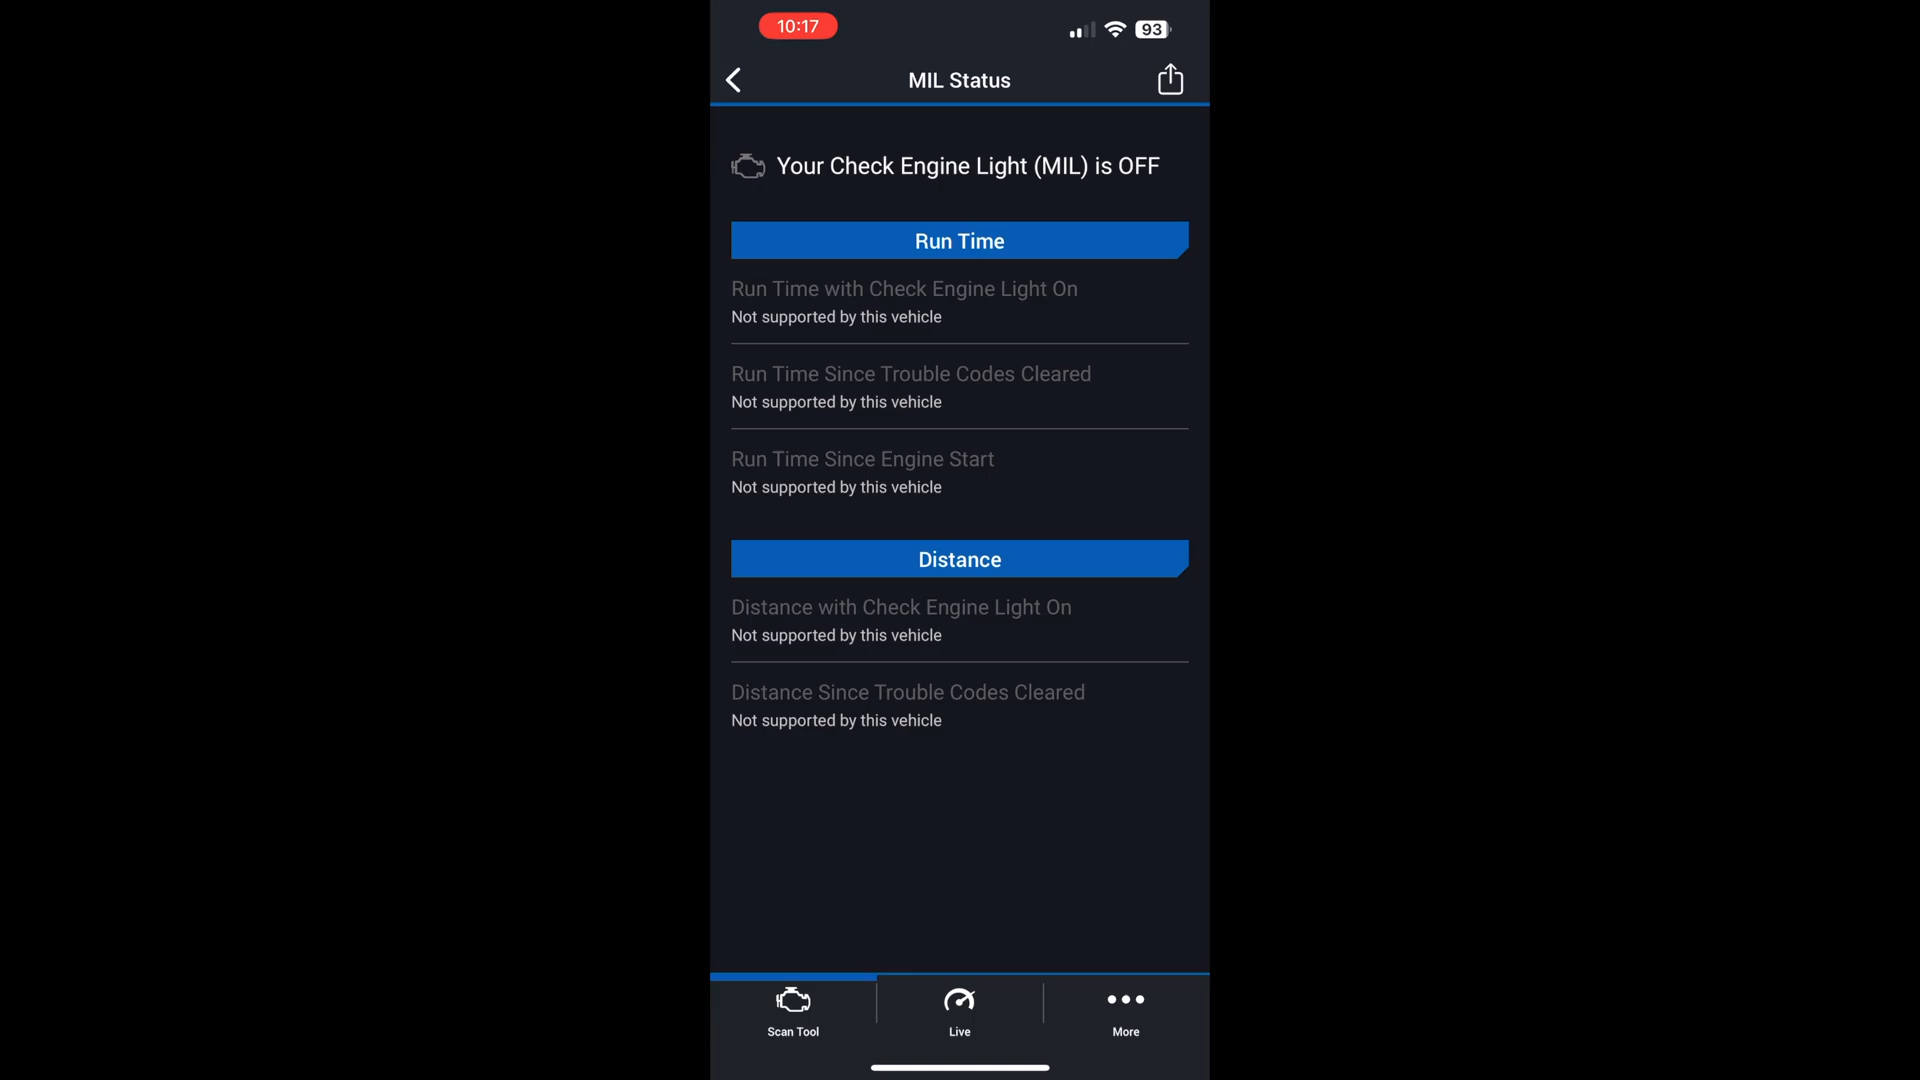 10:17
93
MIL Status
Your Check Engine Light (MIL) is OFF
Run Time
Run Time with Check Engine Light On
Not supported by this vehicle
Run Time Since Trouble Codes Cleared
Not supported by this vehicle
Run Time Since Engine Start
Not supported by this vehicle
Distance
Distance with Check Engine Light On
Not supported by this vehicle
Distance Since Trouble Codes Cleared
Not supported by this vehicle
Scan Tool
Live
More